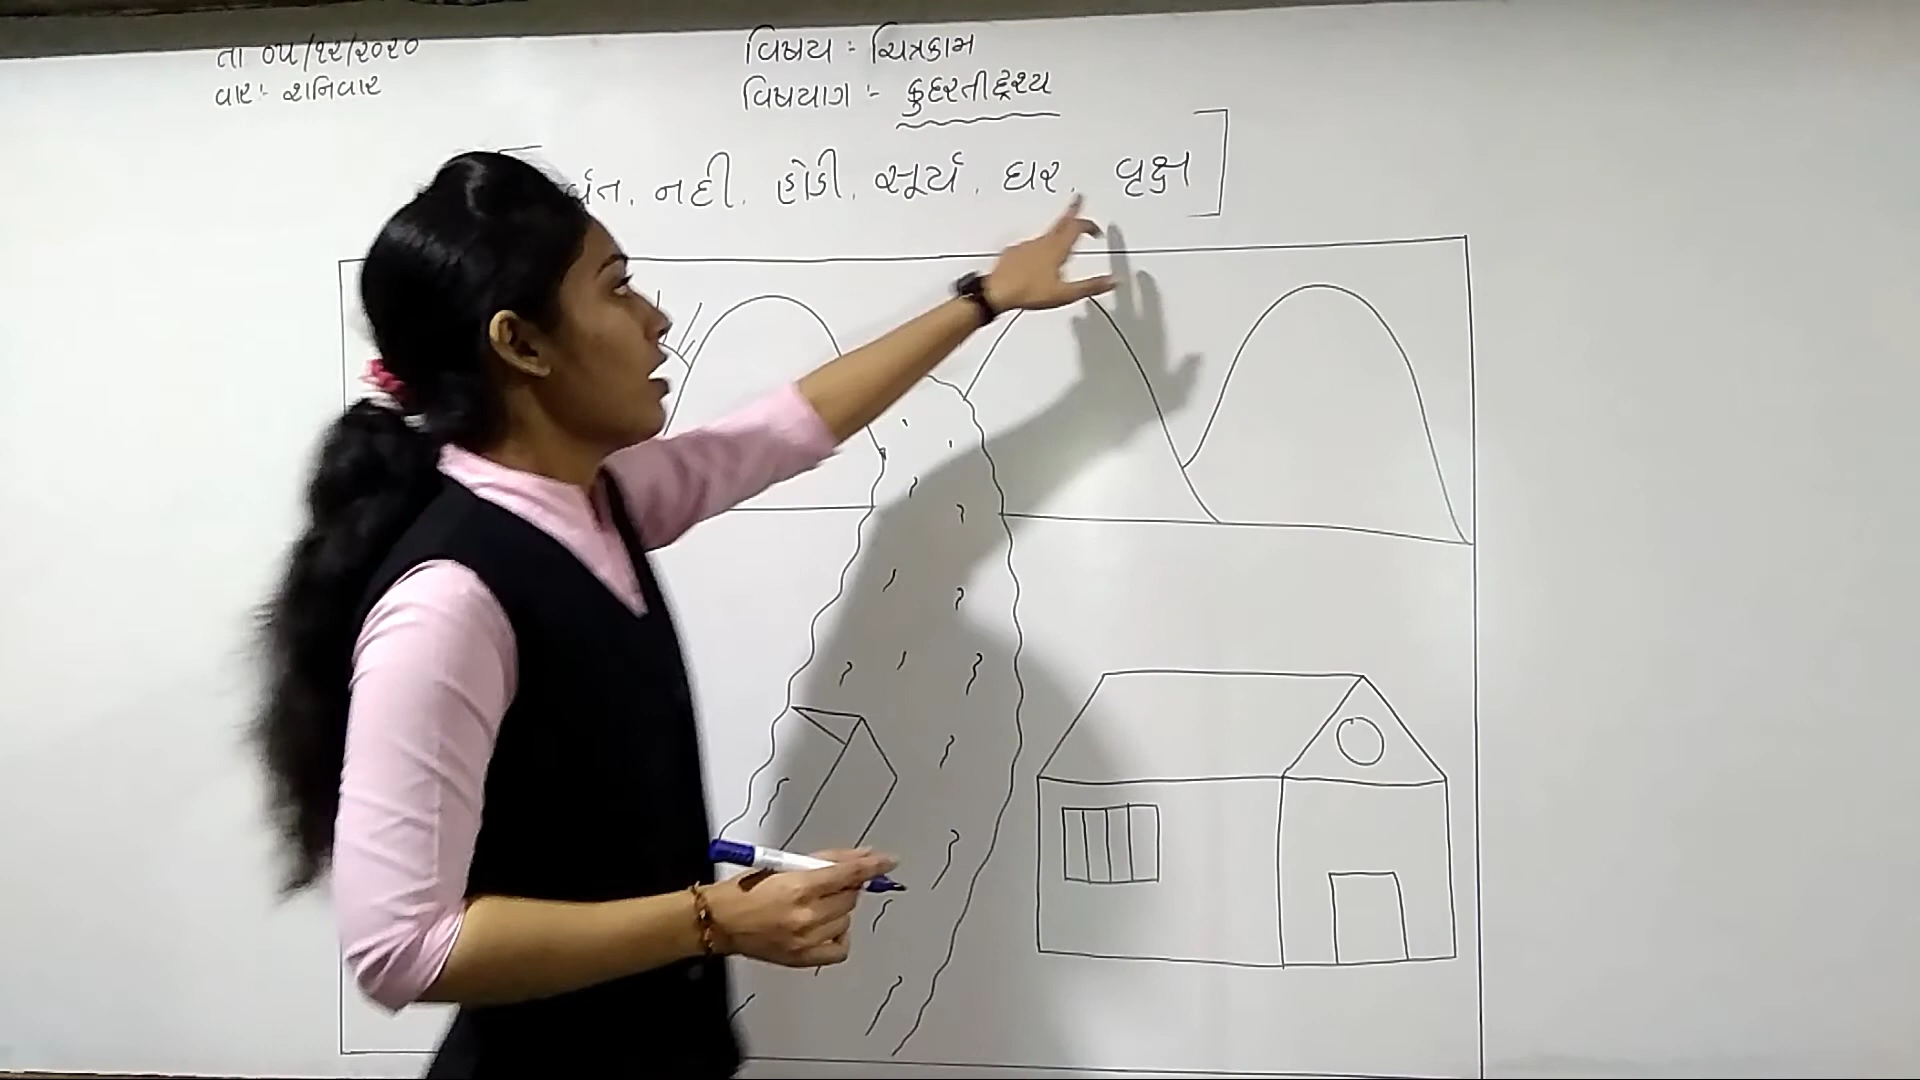 તા ૦૫/૧૨/૨૦૨૦
વાર:- શનિવાર
વિષય :- ચિત્રકામ
વિષયાંગ :- કુદરતીદ્રશ્ય
નદી, હોડી, સૂર્ય, ઘર, વૃક્ષ